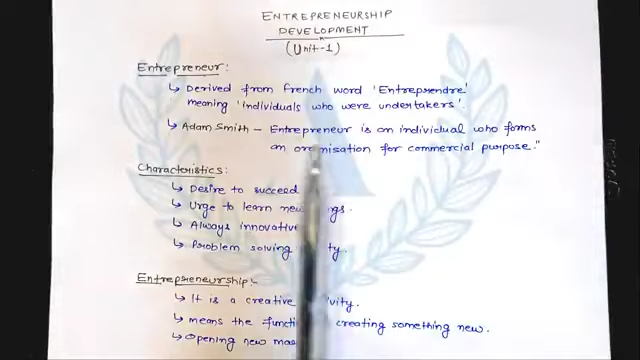 ENTREPRENEURSHIP
DEVELOPMENT
(Unit-1)
Entrepreneur:
↳ Derived from French word 'Entreprendre'
meaning 'individuals who were undertakers'.
↳ Adam Smith - Entrepreneur is an individual who forms
an for commercial purpose."
Characteristics:
↳ Desire to succeed
↳ Urge to learn
↳ Always innovative
↳ Problem solving
Entrepreneurship:-
↳ It is a creative
↳ means the creating something new.
↳ Opening new